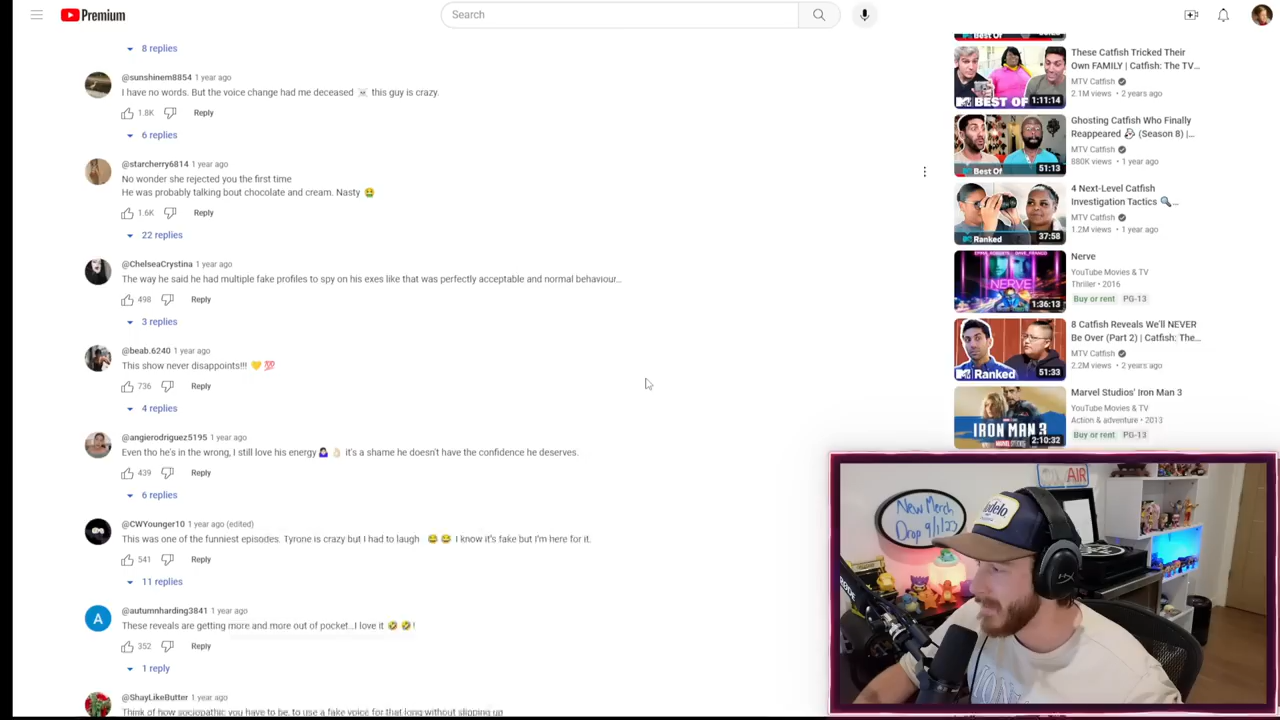 Premium
Search
8 replies
@sunshinem8854 1 year ago
I have no words. But the voice change had me deceased ☠️ this guy is crazy.
1.8K Reply
6 replies
@starcherry6814 1 year ago
No wonder she rejected you the first time
He was probably talking bout chocolate and cream. Nasty 🤮
1.6K Reply
22 replies
@ChelseaCrystina 1 year ago
The way he said he had multiple fake profiles to spy on his exes like that was perfectly acceptable and normal behaviour...
498 Reply
3 replies
@beab.6240 1 year ago
This show never disappoints!!! 💛 💯
736 Reply
4 replies
@angierodriguez5195 1 year ago
Even tho he's in the wrong, I still love his energy 🤷🏻‍♀️ 👌🏻 it's a shame he doesn't have the confidence he deserves.
439 Reply
6 replies
@CWYounger10 1 year ago (edited)
This was one of the funniest episodes. Tyrone is crazy but I had to laugh 😂 😂 I know it's fake but I'm here for it.
541 Reply
11 replies
@autumnharding3841 1 year ago
A
These reveals are getting more and more out of pocket...I love it 🤣 🤣 !
352 Reply
1 reply
@ShayLikeButter 1 year ago
Think of how sociopathic you have to be, to use a fake voice for that long without slipping up
Best Of
These Catfish Tricked Their
Own FAMILY | Catfish: The TV...
MTV Catfish
2.1M views • 2 years ago
BEST OF
1:11:14
Ghosting Catfish Who Finally
Reappeared 👻 (Season 8) |...
MTV Catfish
880K views • 1 year ago
Best Of
51:13
4 Next-Level Catfish
Investigation Tactics 🔍...
MTV Catfish
1.2M views • 1 year ago
Ranked
37:58
Nerve
YouTube Movies & TV
Thriller • 2016
Buy or rent PG-13
EMMA ROBERTS DAVE FRANCO
NERVE
1:36:13
8 Catfish Reveals We'll NEVER
Be Over (Part 2) | Catfish: The...
MTV Catfish
2.2M views • 2 years ago
Ranked
51:33
Marvel Studios' Iron Man 3
YouTube Movies & TV
Action & adventure • 2013
Buy or rent PG-13
IRON MAN 3
2:10:32
AIR
New Merch
Drop 9/1/23
Modelo